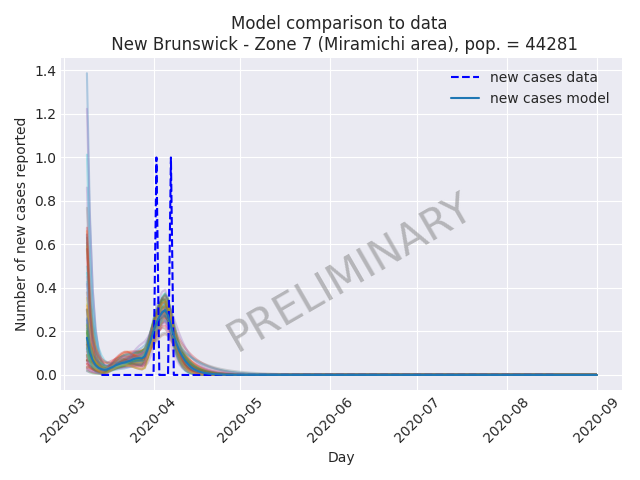 Model comparison to data
New Brunswick - Zone 7 (Miramichi area), pop. = 44281
new cases data
new cases model
Number of new cases reported
1.4
1.2
1.0
0.8
0.6
0.4
0.2
0.0
PRELIMINARY
2020-03
2020-04
2020-05
2020-06
2020-07
2020-08
2020-09
Day